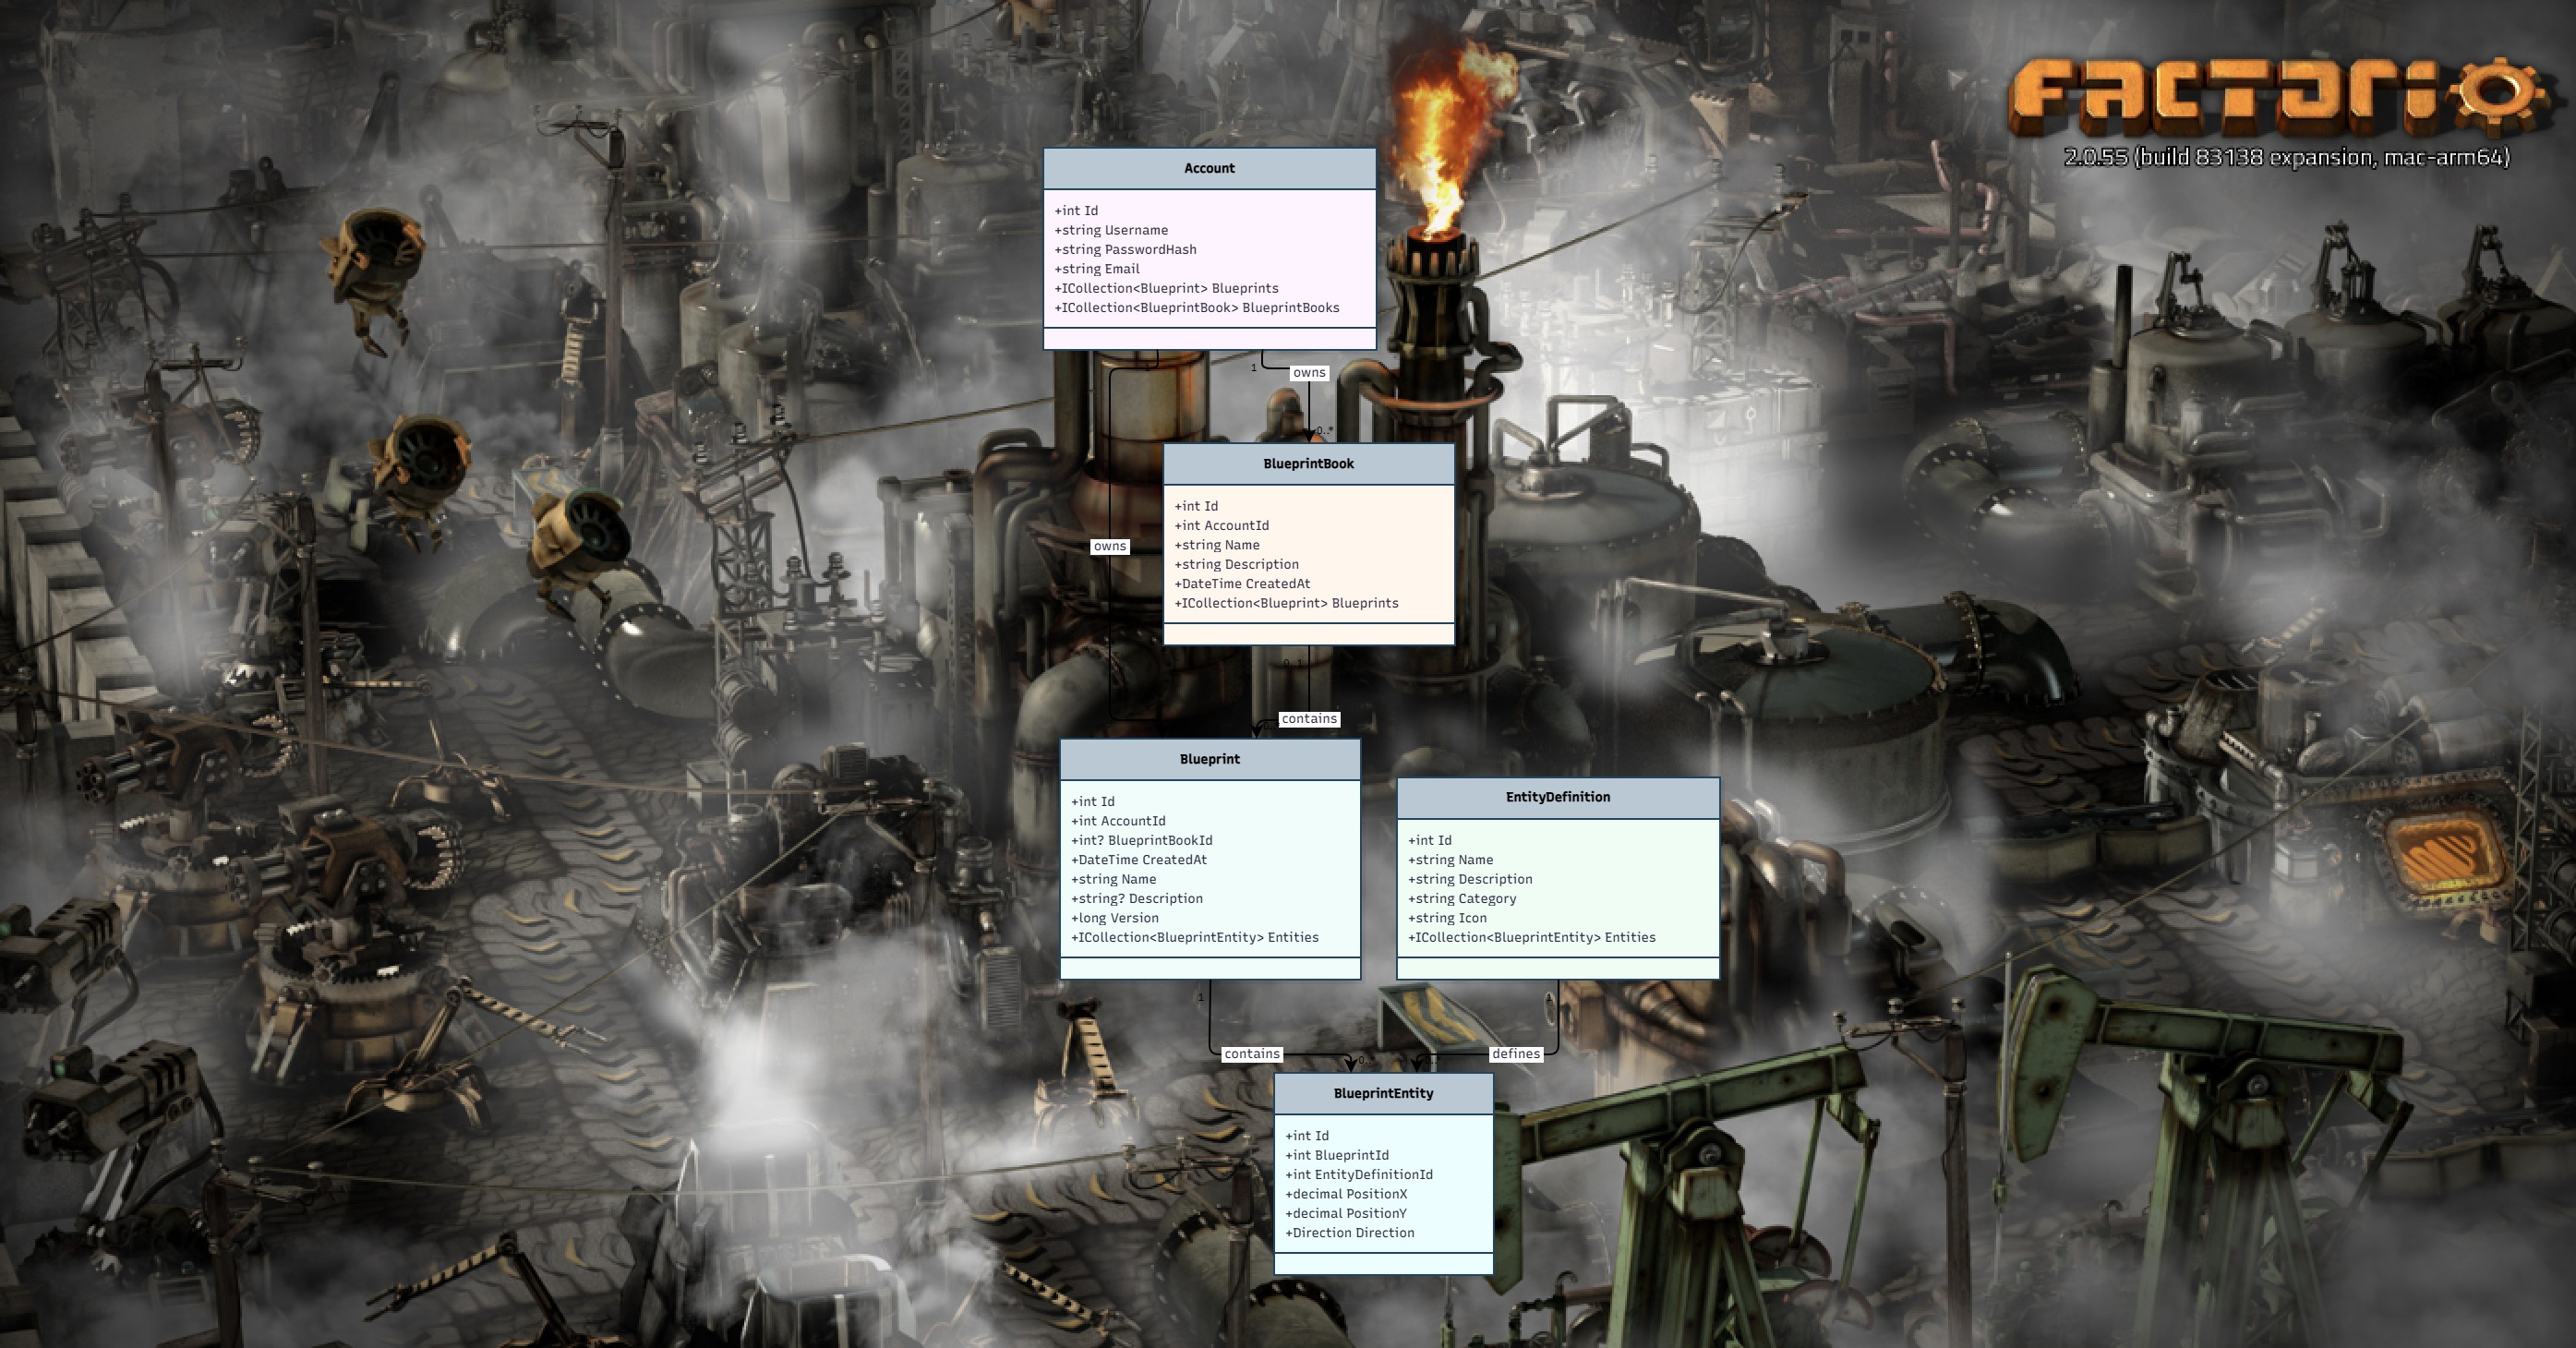 FACTORIO
2.0.55 (build 83138 expansion, mac-arm64)
Account
+int Id
+string Username
+string PasswordHash
+string Email
+ICollection<Blueprint> Blueprints
+ICollection<BlueprintBook> BlueprintBooks
1
owns
0..*
BlueprintBook
+int Id
+int AccountId
+string Name
+string Description
+DateTime CreatedAt
+ICollection<Blueprint> Blueprints
owns
0..1
contains
Blueprint
+int Id
+int AccountId
+int? BlueprintBookId
+DateTime CreatedAt
+string Name
+string? Description
+long Version
+ICollection<BlueprintEntity> Entities
EntityDefinition
+int Id
+string Name
+string Description
+string Category
+string Icon
+ICollection<BlueprintEntity> Entities
1
1
contains
defines
BlueprintEntity
+int Id
+int BlueprintId
+int EntityDefinitionId
+decimal PositionX
+decimal PositionY
+Direction Direction